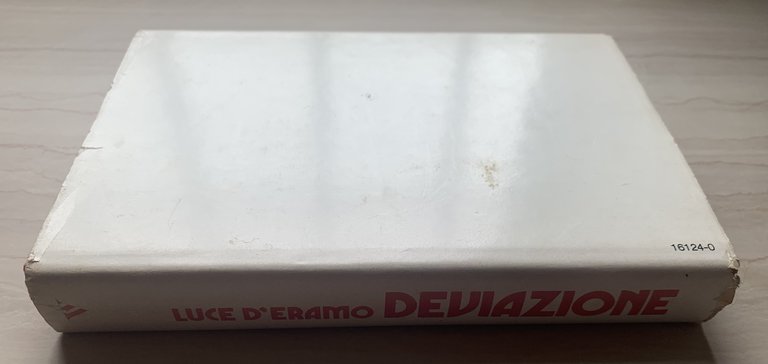 16124-0
LUCE D'ERAMO DEVIAZIONE